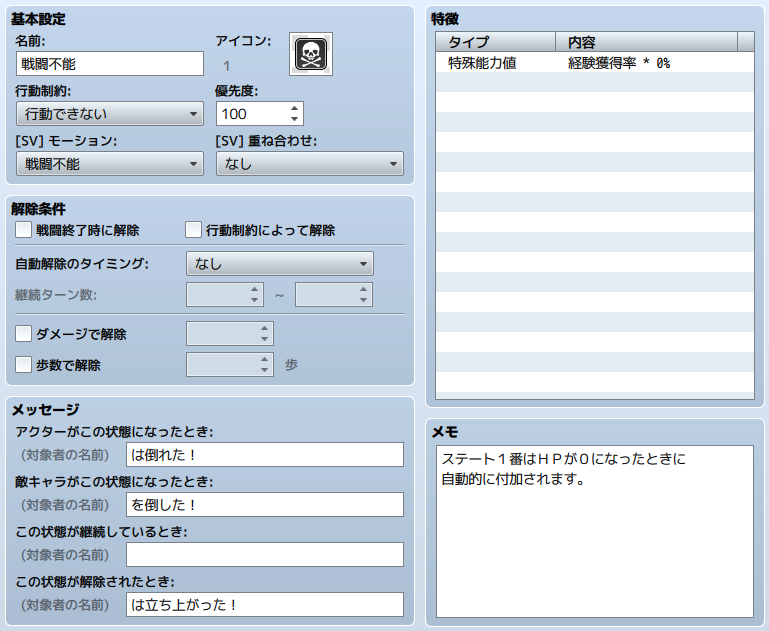 基本設定
名前:
アイコン:
戦闘不能
1
行動制約:
優先度:
行動できない
100
[SV] モーション:
[SV] 重ね合わせ:
戦闘不能
なし
解除条件
戦闘終了時に解除
行動制約によって解除
自動解除のタイミング:
なし
継続ターン数:
~
ダメージで解除
歩数で解除
歩
メッセージ
アクターがこの状態になったとき:
(対象者の名前)
は倒れた！
敵キャラがこの状態になったとき:
(対象者の名前)
を倒した！
この状態が継続しているとき:
(対象者の名前)
この状態が解除されたとき:
(対象者の名前)
は立ち上がった！
特徴
タイプ
内容
特殊能力値
経験獲得率 * 0%
メモ
ステート１番はＨＰが０になったときに
自動的に付加されます。